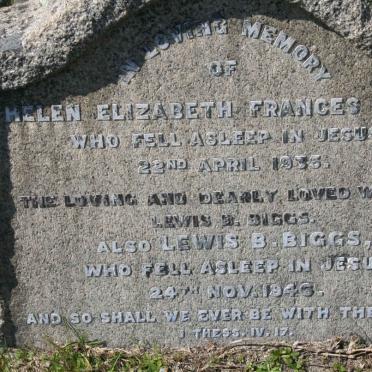 IN LOVING MEMORY
OF
HELEN ELIZABETH FRANCES
WHO FELL ASLEEP IN JESU
22ND APRIL 1935.
THE LOVING AND DEARLY LOVED W
LEWIS B. BIGGS.
ALSO LEWIS B. BIGGS,
WHO FELL ASLEEP IN JESU
24TH NOV. 1943.
AND SO SHALL WE EVER BE WITH THE
I THESS. IV. 17.